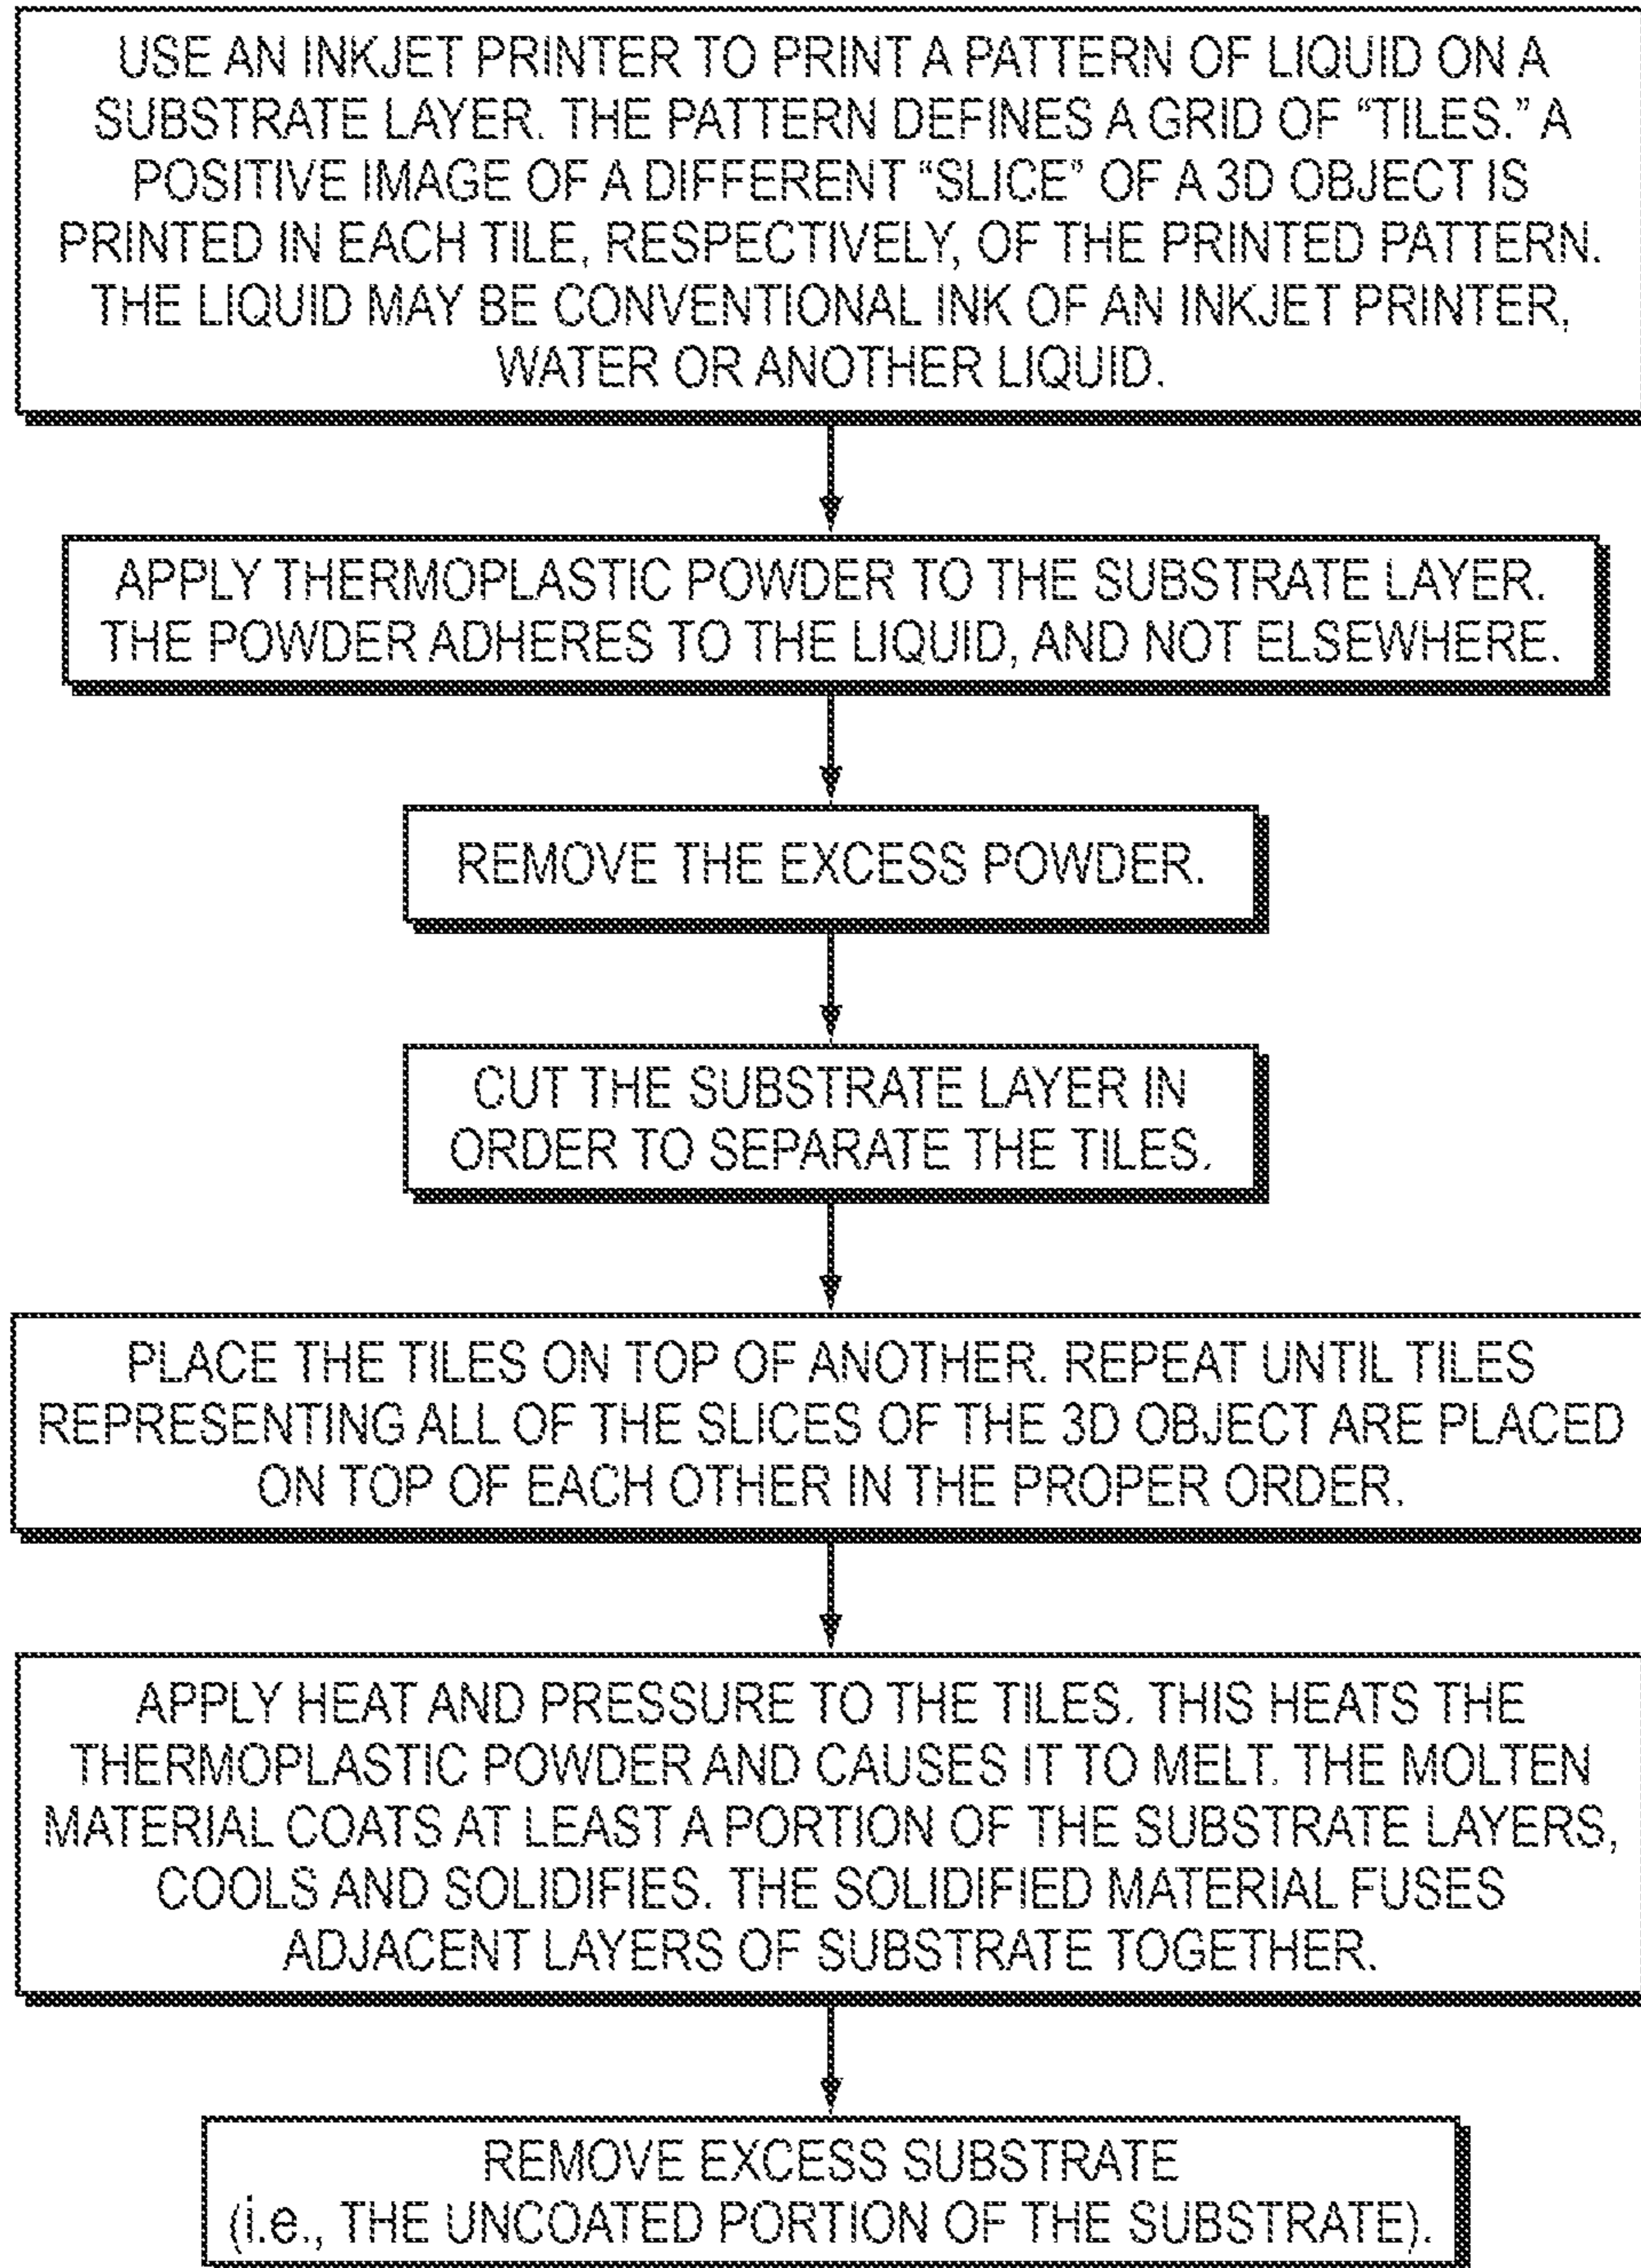 USE AN INKJET PRINTER TO PRINT A PATTERN OF LIQUID ON A
SUBSTRATE LAYER. THE PATTERN DEFINES A GRID OF “TILES.” A
POSITIVE IMAGE OF A DIFFERENT “SLICE” OF A 3D OBJECT IS
PRINTED IN EACH TILE, RESPECTIVELY, OF THE PRINTED PATTERN.
THE LIQUID MAY BE CONVENTIONAL INK OF AN INKJET PRINTER,
WATER OR ANOTHER LIQUID.
APPLY THERMOPLASTIC POWDER TO THE SUBSTRATE LAYER.
THE POWDER ADHERES TO THE LIQUID, AND NOT ELSEWHERE.
REMOVE THE EXCESS POWDER.
CUT THE SUBSTRATE LAYER IN
ORDER TO SEPARATE THE TILES.
PLACE THE TILES ON TOP OF ANOTHER. REPEAT UNTIL TILES
REPRESENTING ALL OF THE SLICES OF THE 3D OBJECT ARE PLACED
ON TOP OF EACH OTHER IN THE PROPER ORDER.
APPLY HEAT AND PRESSURE TO THE TILES. THIS HEATS THE
THERMOPLASTIC POWDER AND CAUSES IT TO MELT. THE MOLTEN
MATERIAL COATS AT LEAST A PORTION OF THE SUBSTRATE LAYERS,
COOLS AND SOLIDIFIES. THE SOLIDIFIED MATERIAL FUSES
ADJACENT LAYERS OF SUBSTRATE TOGETHER.
REMOVE EXCESS SUBSTRATE
(i.e., THE UNCOATED PORTION OF THE SUBSTRATE).